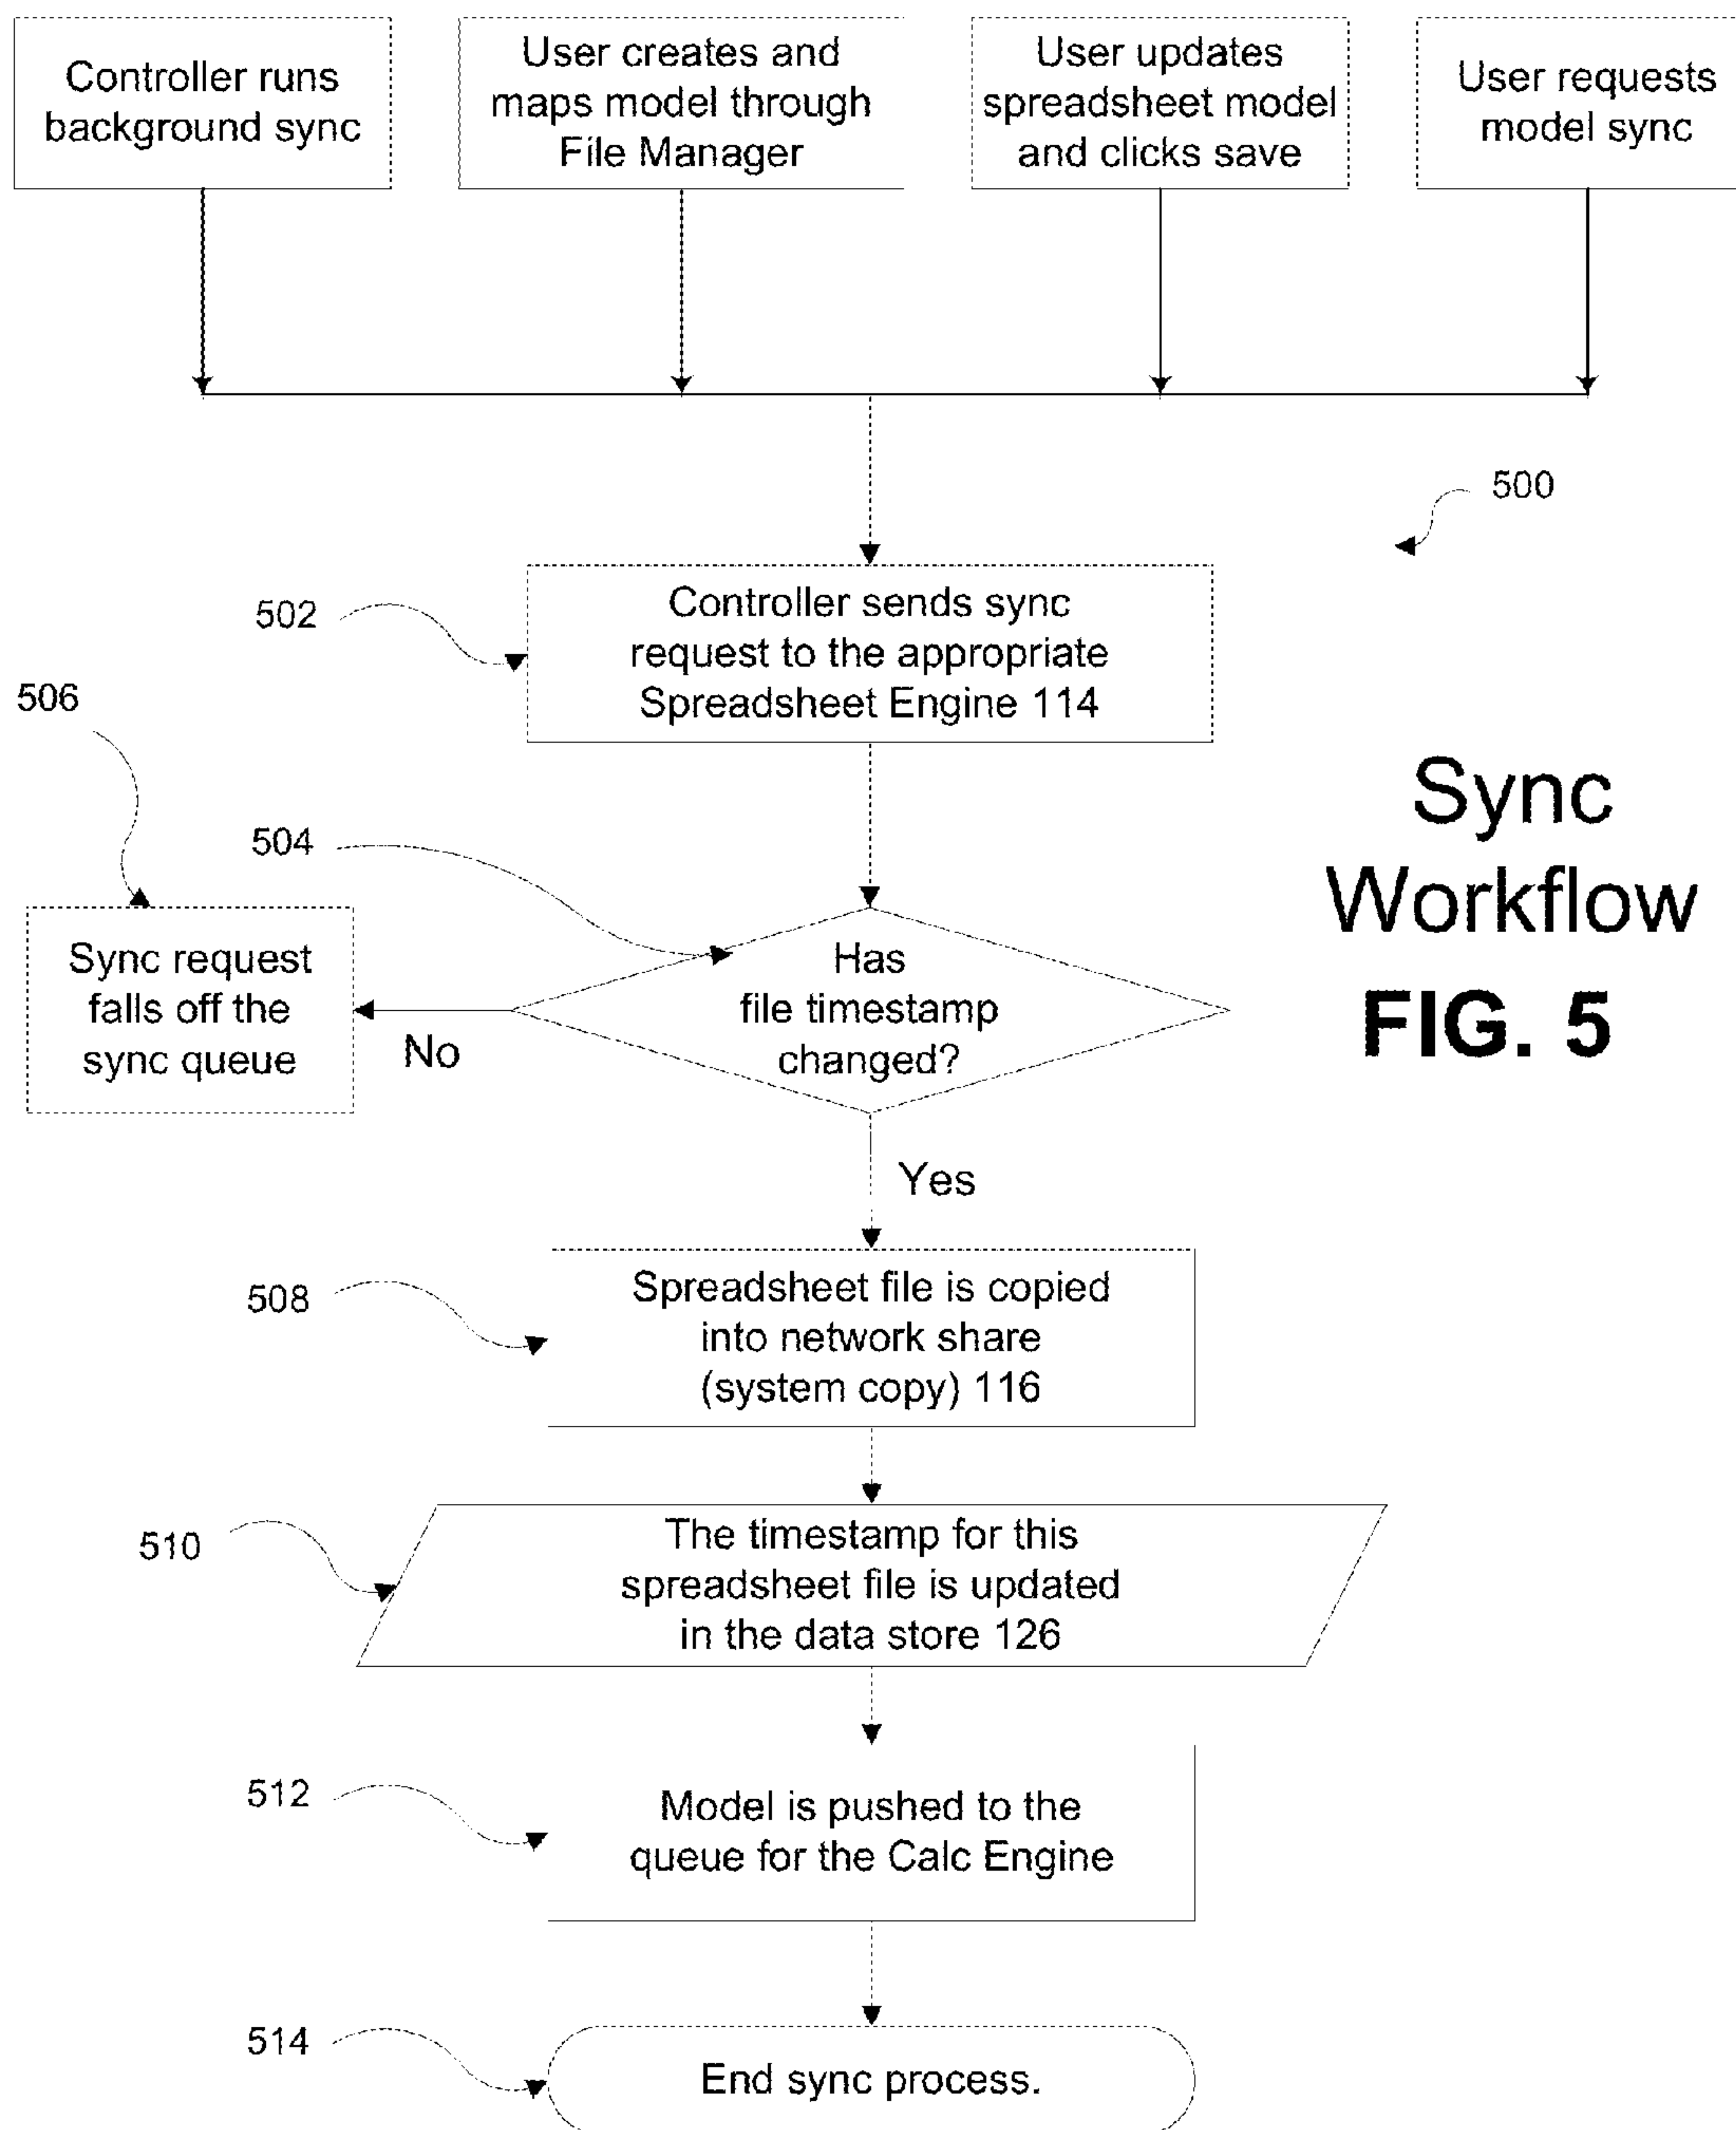 Controller runs
background sync
User creates and
maps model through
File Manager
User updates
spreadsheet model
and clicks save
User requests
model sync
500
502
Controller sends sync
request to the appropriate
Spreadsheet Engine 114
506
504
Sync
Workflow
FIG. 5
Sync request
falls off the
sync queue
No
Has
file timestamp
changed?
Yes
508
Spreadsheet file is copied
into network share
(system copy) 116
510
The timestamp for this
spreadsheet file is updated
in the data store 126
512
Model is pushed to the
queue for the Calc Engine
514
End sync process.